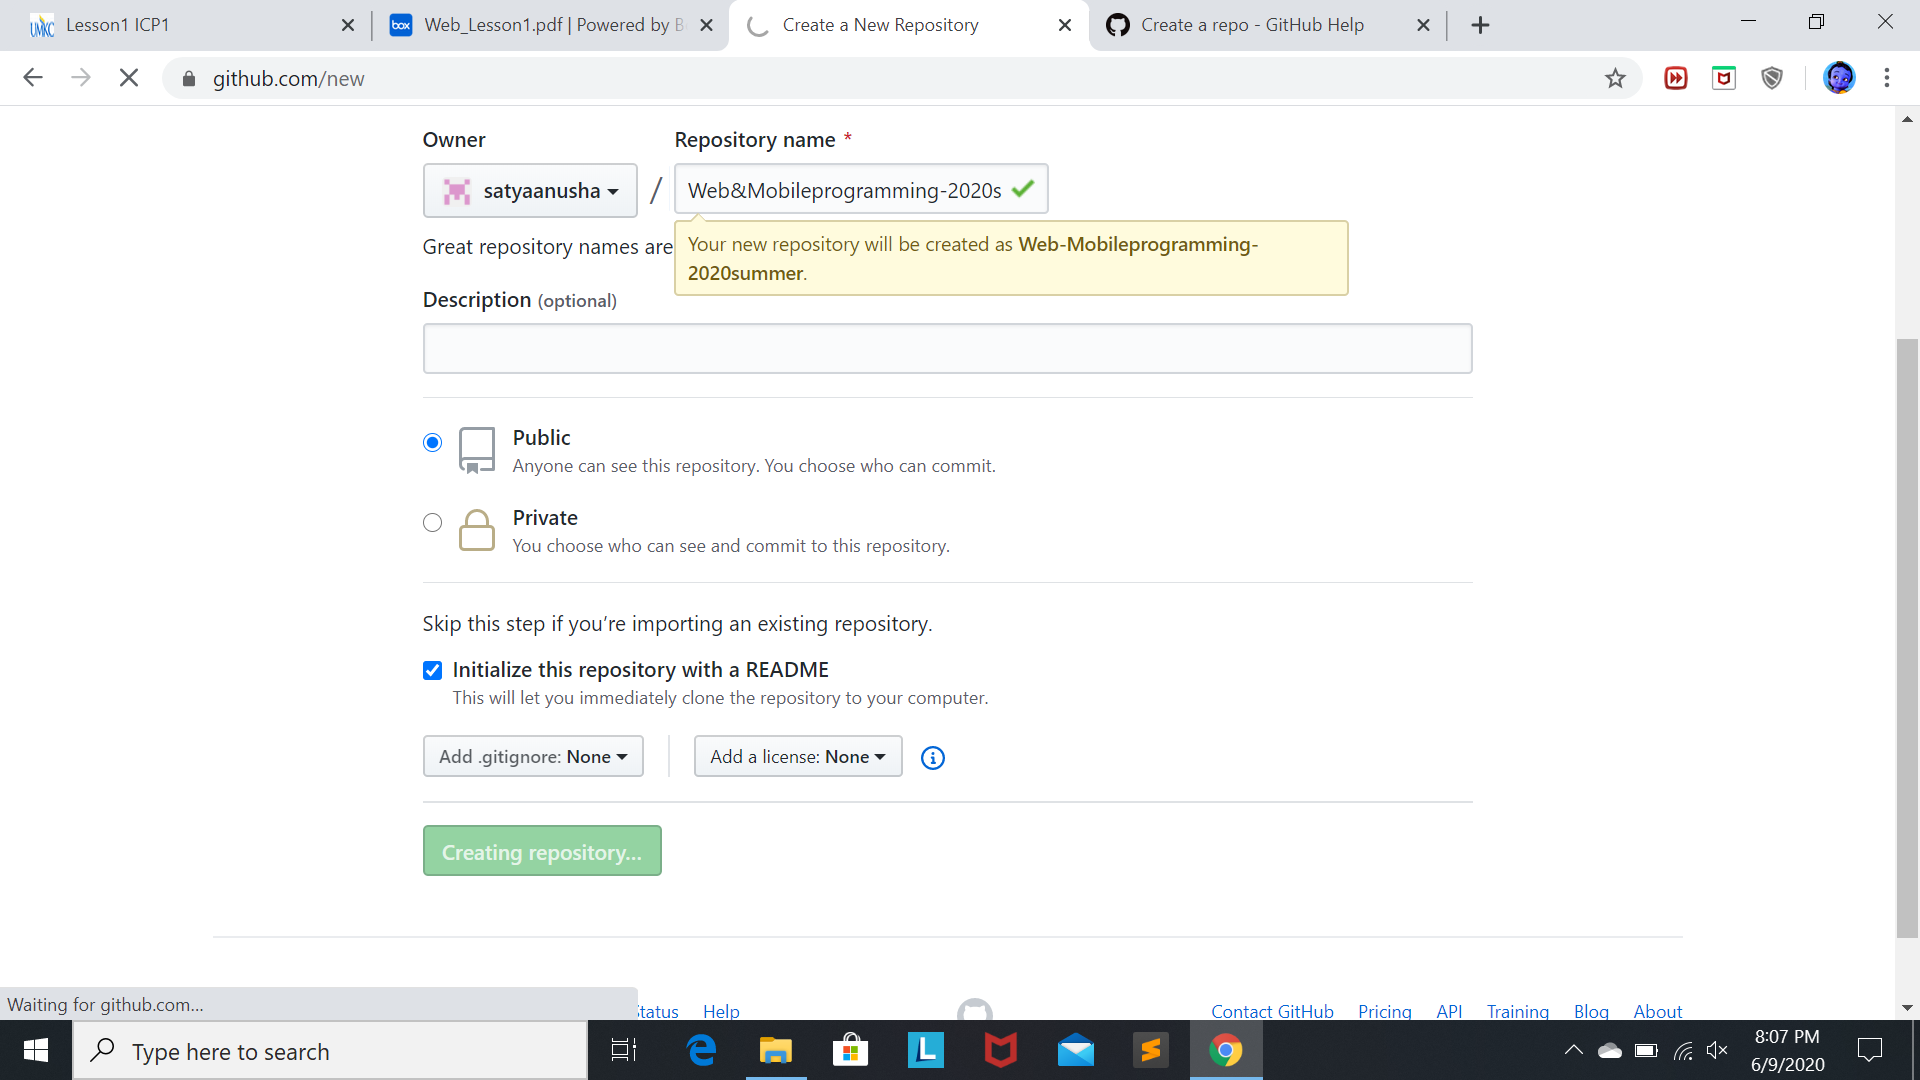 Lesson1 ICP1
Web_Lesson1.pdf | Powered by B
Create a New Repository
Create a repo - GitHub Help
github.com/new
Owner
Repository name *
satyaanusha
/
Web&Mobileprogramming-2020s
Great repository names are
Your new repository will be created as Web-Mobileprogramming-
2020summer.
Description (optional)
Public
Anyone can see this repository. You choose who can commit.
Private
You choose who can see and commit to this repository.
Skip this step if you’re importing an existing repository.
Initialize this repository with a README
This will let you immediately clone the repository to your computer.
Add .gitignore: None
Add a license: None
Creating repository...
Waiting for github.com...
Status
Help
Contact GitHub
Pricing
API
Training
Blog
About
Type here to search
8:07 PM
6/9/2020
UMKC
box
L